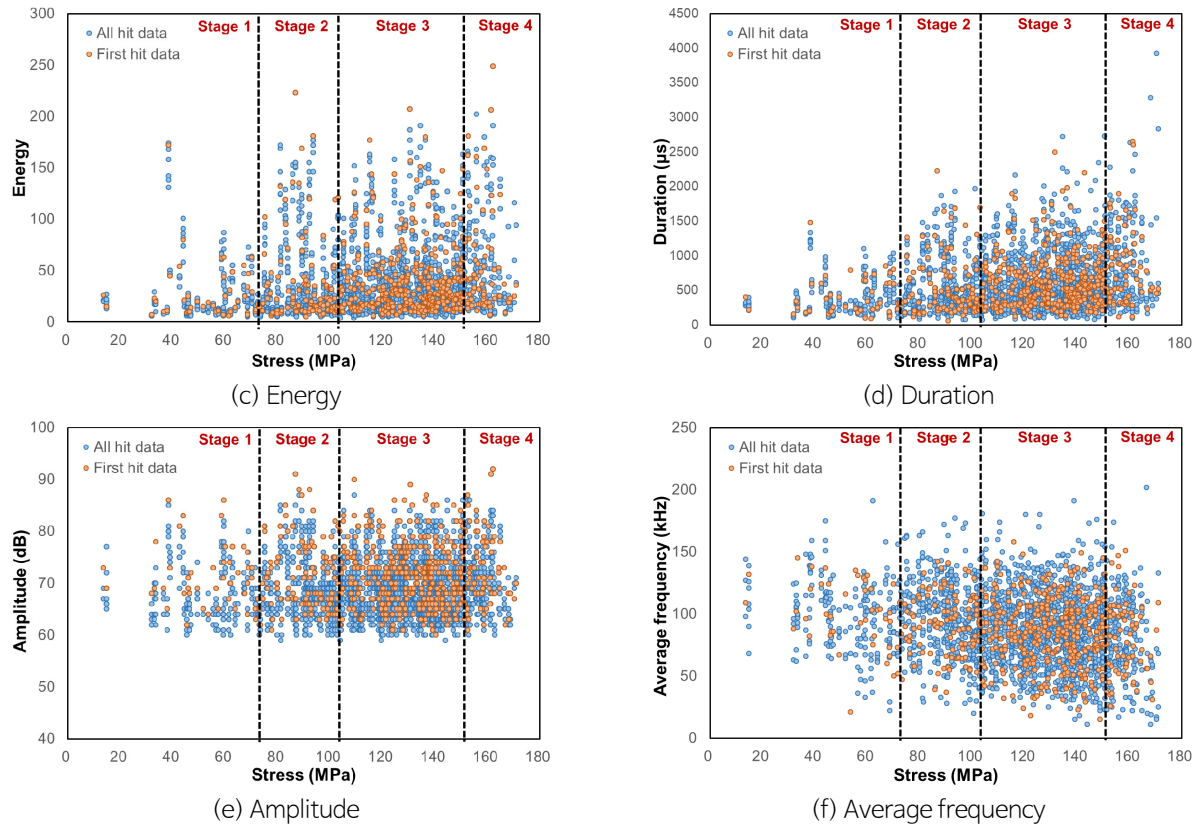 Stage 1 Stage 2 Stage 3 Stage 4
All hit data
First hit data
300
250
200
150
100
50
0
Energy
0 20 40 60 80 100 120 140 160 180
Stress (MPa)
(c) Energy
Stage 1 Stage 2 Stage 3 Stage 4
All hit data
First hit data
4500
4000
3500
3000
2500
2000
1500
1000
500
0
Duration (μs)
0 20 40 60 80 100 120 140 160 180
Stress (MPa)
(d) Duration
Stage 1 Stage 2 Stage 3 Stage 4
All hit data
First hit data
100
90
80
70
60
50
40
Amplitude (dB)
0 20 40 60 80 100 120 140 160 180
Stress (MPa)
(e) Amplitude
Stage 1 Stage 2 Stage 3 Stage 4
All hit data
First hit data
250
200
150
100
50
0
Average frequency (kHz)
0 20 40 60 80 100 120 140 160 180
Stress (MPa)
(f) Average frequency